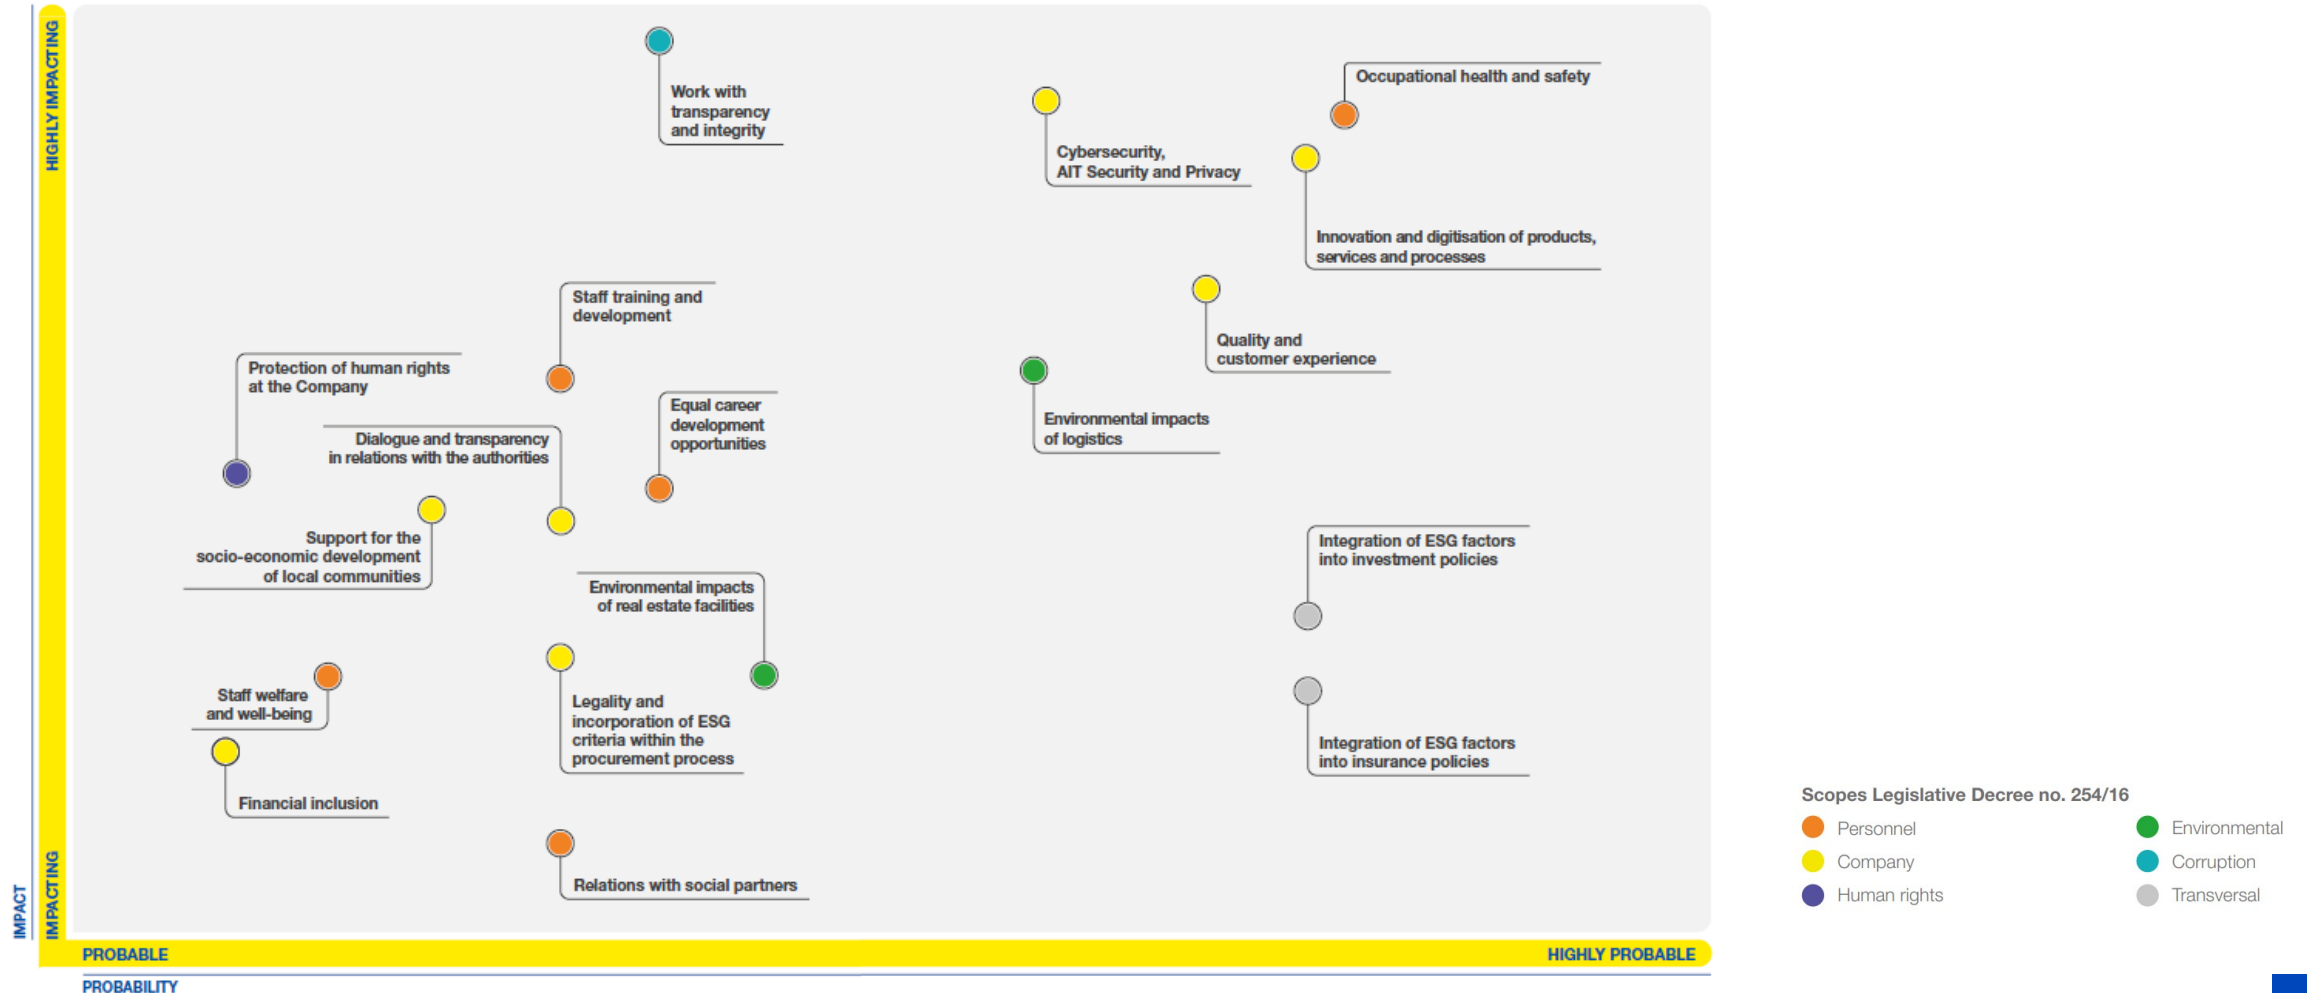 HIGHLY IMPACTING
Work with
transparency
and integrity
Occupational health and safety
Cybersecurity,
AIT Security and Privacy
Innovation and digitisation of products,
services and processes
Staff training and
development
Quality and
customer experience
Protection of human rights
at the Company
Equal career
development
opportunities
Environmental impacts
of logistics
Dialogue and transparency
in relations with the authorities
Support for the
socio-economic development
of local communities
Integration of ESG factors
into investment policies
Environmental impacts
of real estate facilities
Staff welfare
and well-being
Legality and
incorporation of ESG
criteria within the
procurement process
Integration of ESG factors
into insurance policies
Financial inclusion
Relations with social partners
IMPACTING
IMPACT
PROBABLE
HIGHLY PROBABLE
PROBABILITY
Scopes Legislative Decree no. 254/16
Personnel
Company
Human rights
Environmental
Corruption
Transversal